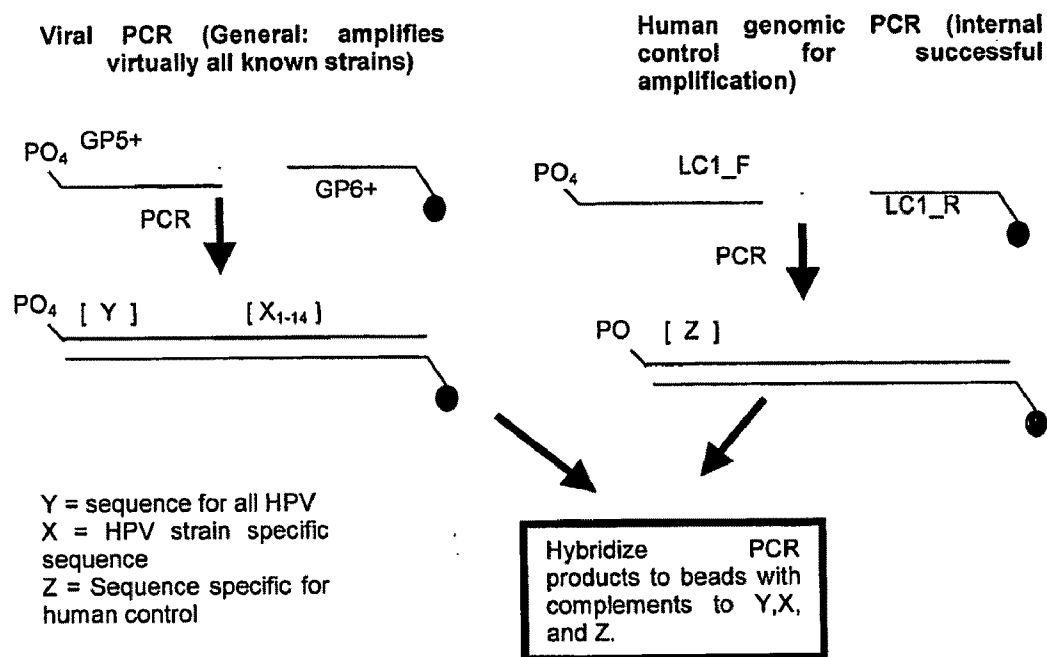 Viral PCR (General: amplifies
virtually all known strains)
Human genomic PCR (internal
control for successful
amplification)
PO₄
GP5+
GP6+
PCR
PO₄
LC1_F
LC1_R
PCR
PO₄
[ Y ]
[ X₁₋₁₄ )
PO
[ Z ]
Y = sequence for all HPV
X = HPV strain specific
sequence
Z = Sequence specific for
human control
Hybridize PCR
products to beads with
complements to Y,X,
and Z.